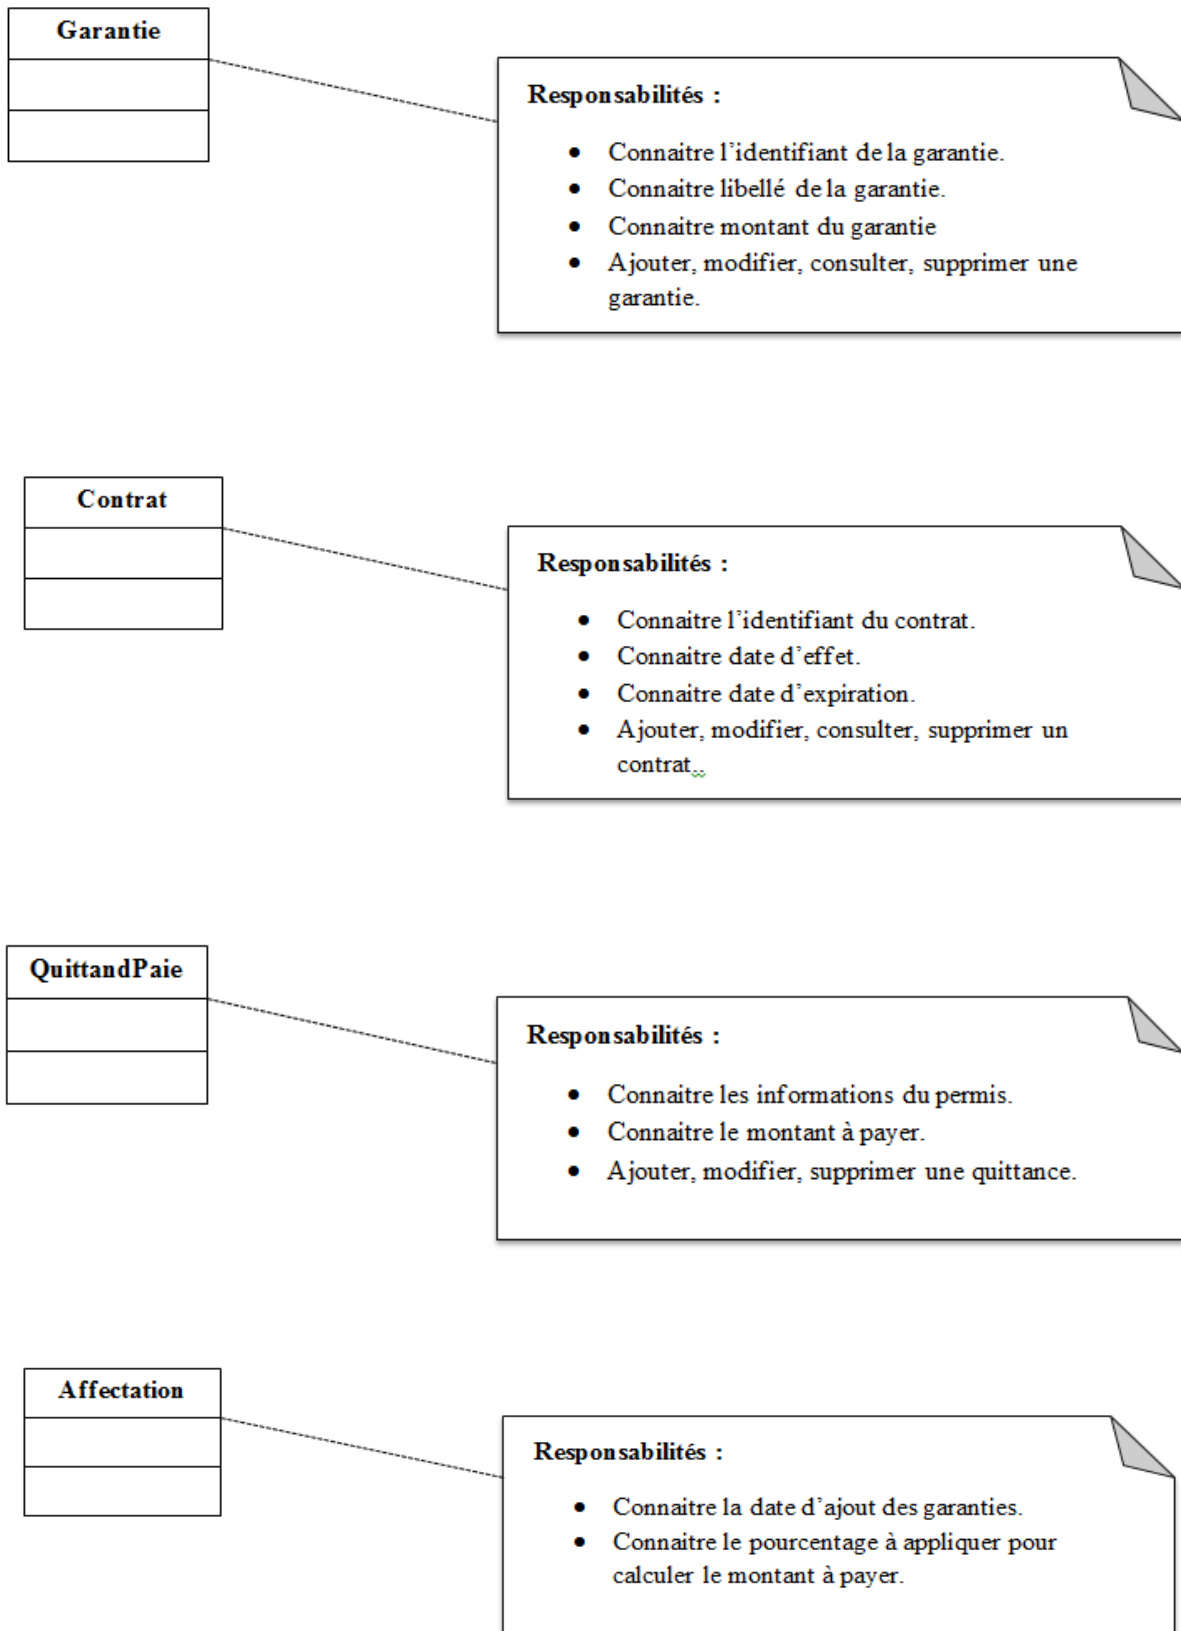 Garantie
Responsabilités :
• Connaitre l'identifiant de la garantie.
• Connaitre libellé de la garantie.
• Connaitre montant du garantie
• Ajouter, modifier, consulter, supprimer une
garantie.
Contrat
Responsabilités :
• Connaitre l'identifiant du contrat.
• Connaitre date d'effet.
• Connaitre date d'expiration.
• Ajouter, modifier, consulter, supprimer un
contrat..
QuittandPaie
Responsabilités :
• Connaitre les informations du permis.
• Connaitre le montant à payer.
• Ajouter, modifier, supprimer une quittance.
Affectation
Responsabilités :
• Connaitre la date d'ajout des garanties.
• Connaitre le pourcentage à appliquer pour
calculer le montant à payer.